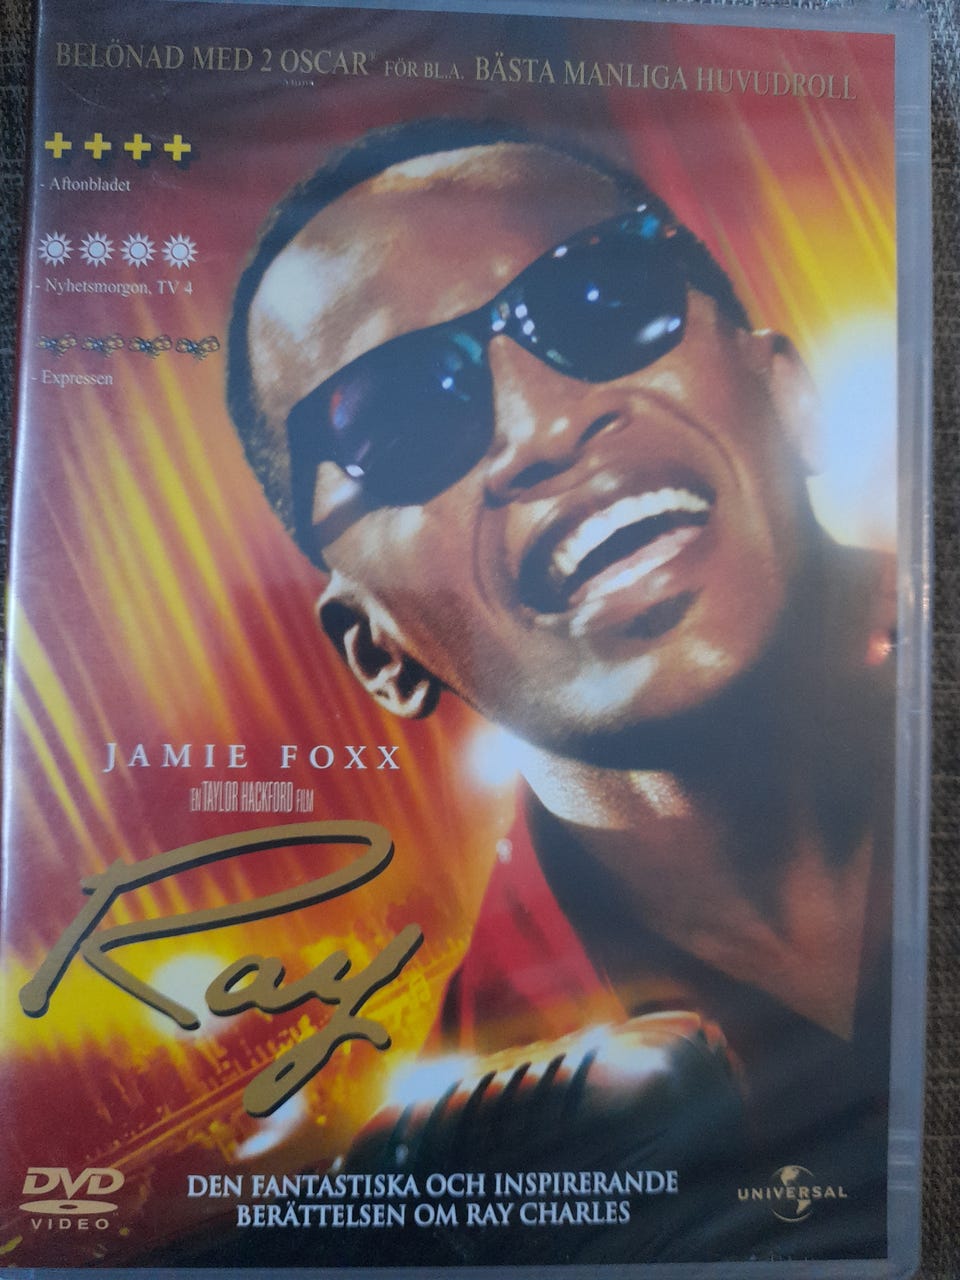 BELÖNAD MED 2 OSCAR® FÖR BL.A. BÄSTA MANLIGA HUVUDROLL
- Aftonbladet
- Nyhetsmorgon, TV 4
- Expressen
JAMIE FOXX
EN TAYLOR HACKFORD FILM
Ray
DVD
VIDEO
DEN FANTASTISKA OCH INSPIRERANDE
BERÄTTELSEN OM RAY CHARLES
UNIVERSAL